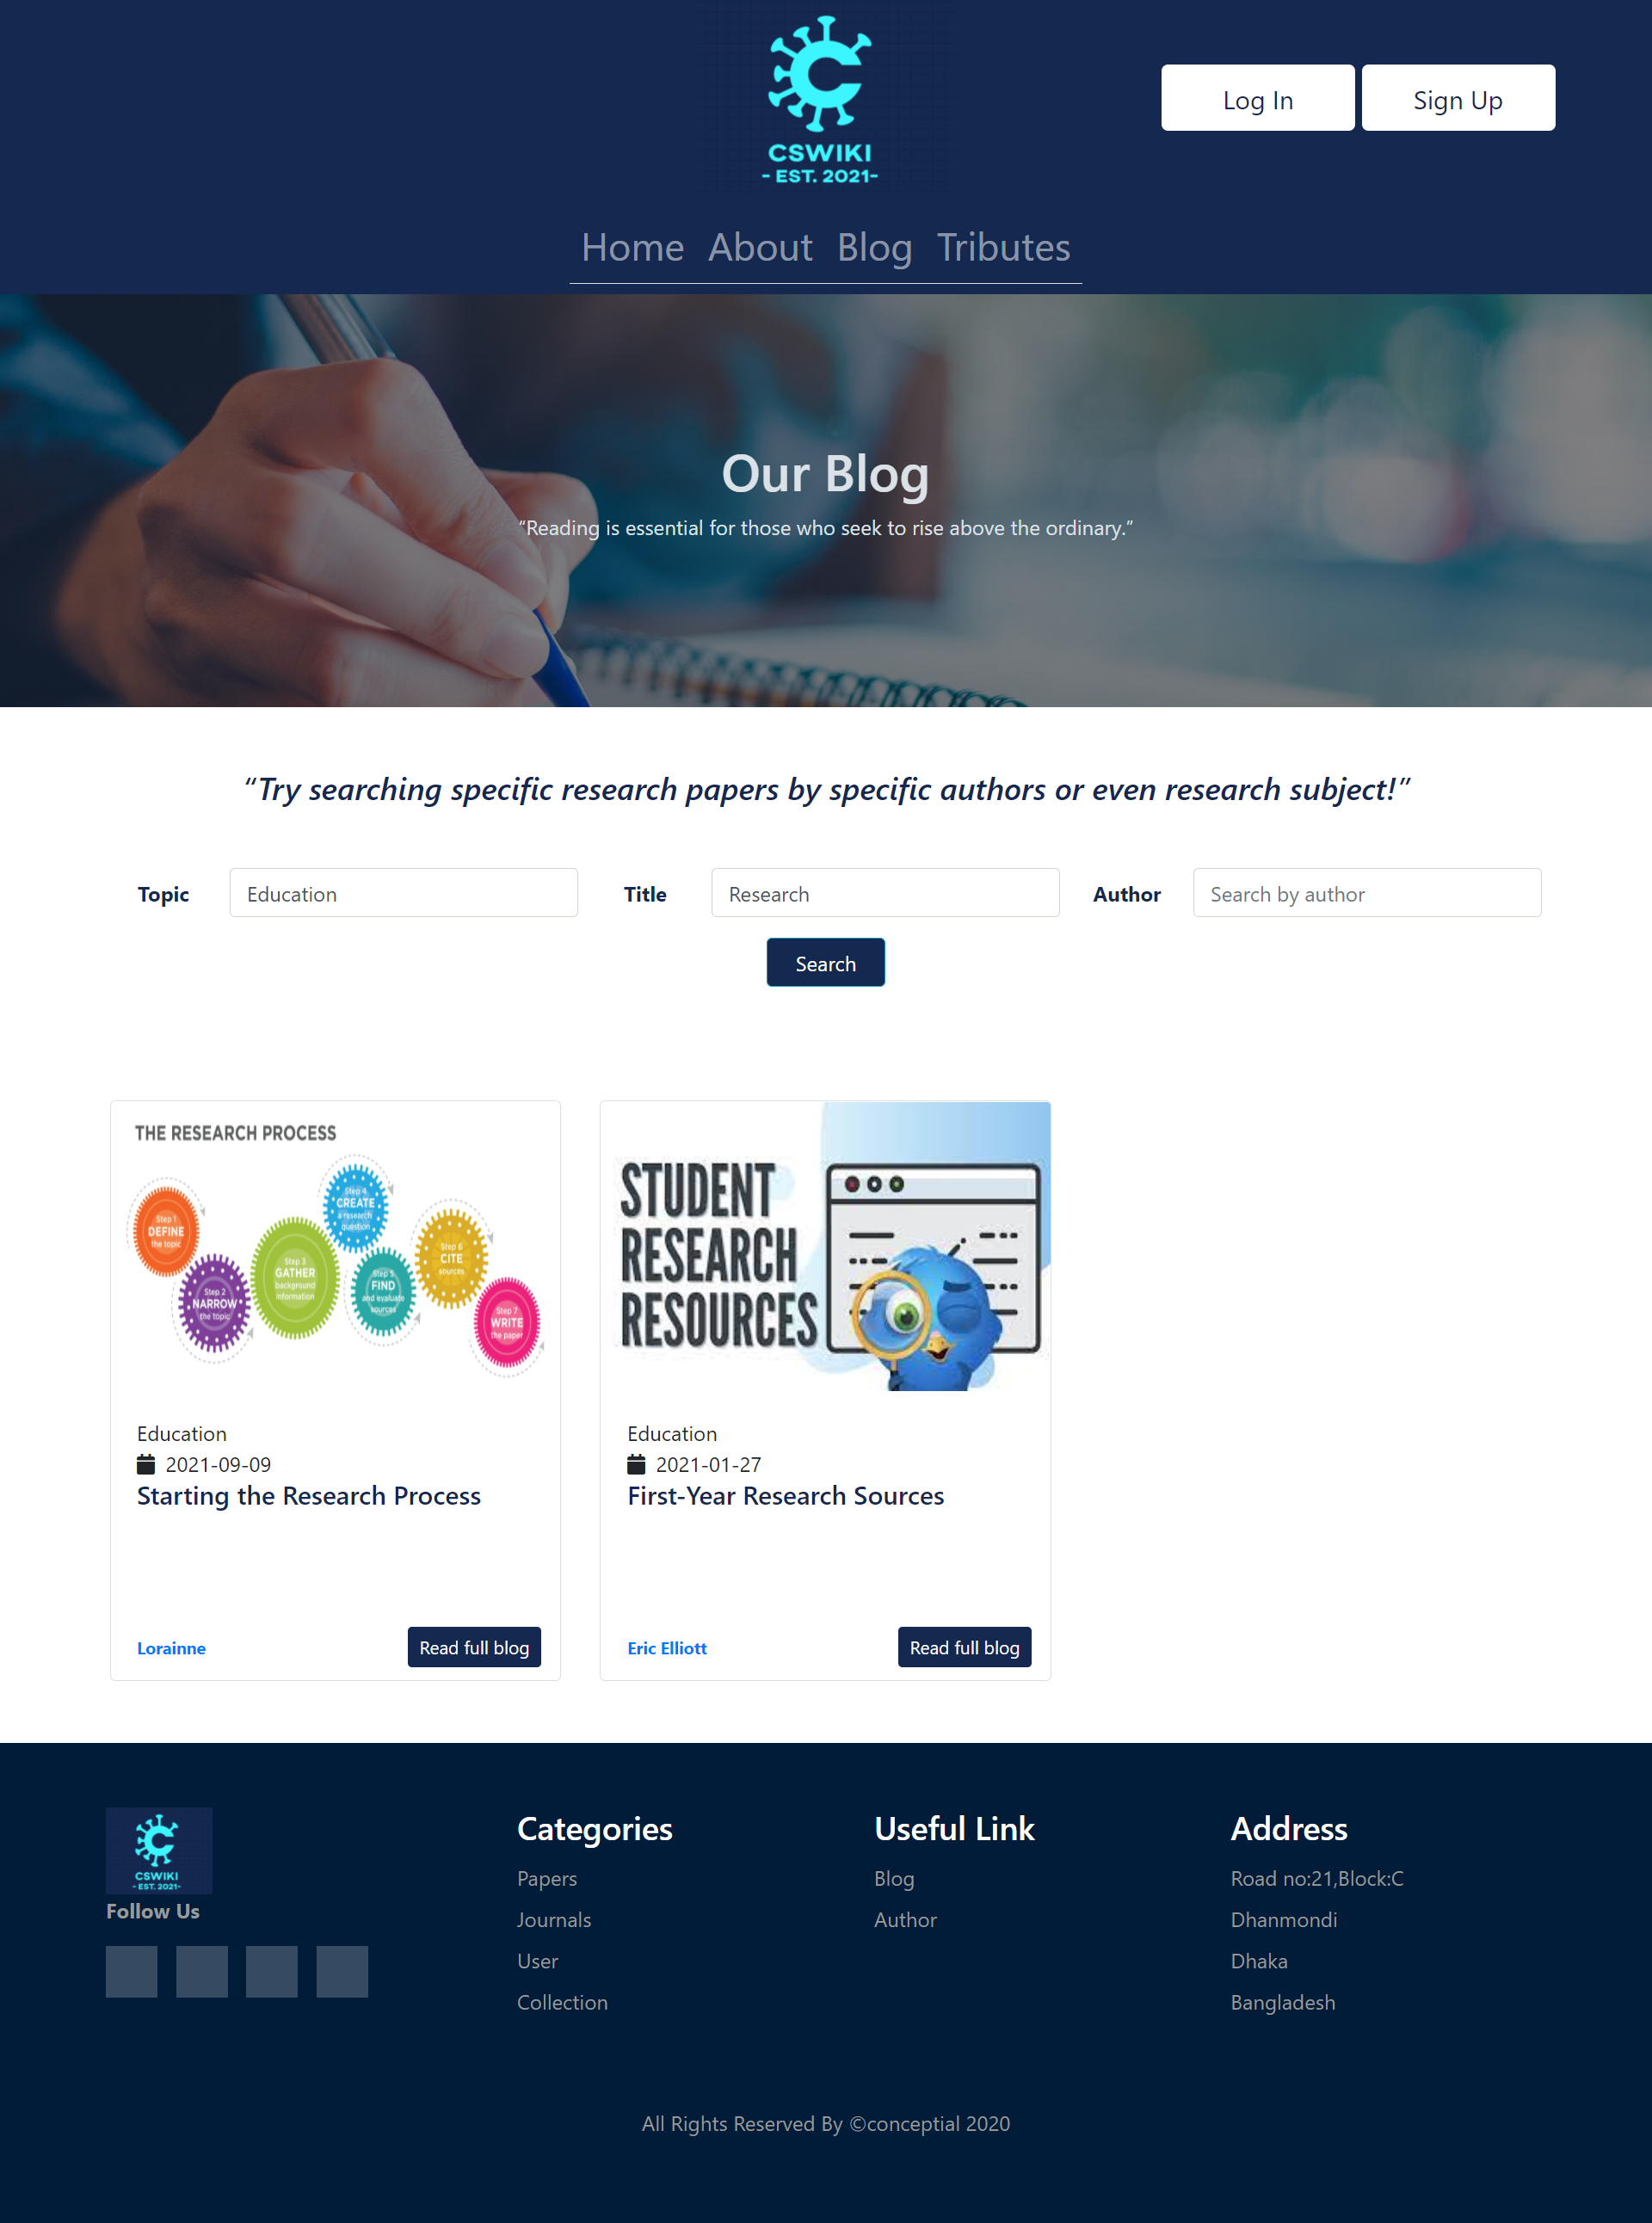 CSWIKI
- EST. 2021-
Log In
Sign Up
Home About Blog Tributes
Our Blog
“Reading is essential for those who seek to rise above the ordinary.”
“Try searching specific research papers by specific authors or even research subject!”
Topic
Education
Title
Research
Author
Search by author
Search
THE RESEARCH PROCESS
Step 1
DEFINE
the topic
Step 2
NARROW
the topic
Step 3
GATHER
background
information
Step 4
CREATE
a research
question
Step 5
FIND
and evaluate
sources
Step 6
CITE
sources
Step 7
WRITE
the paper
Education
2021-09-09
Starting the Research Process
Lorainne
Read full blog
STUDENT
RESEARCH
RESOURCES
Education
2021-01-27
First-Year Research Sources
Eric Elliott
Read full blog
CSWIKI
- EST. 2021-
Follow Us
Categories
Papers
Journals
User
Collection
Useful Link
Blog
Author
Address
Road no:21,Block:C
Dhanmondi
Dhaka
Bangladesh
All Rights Reserved By ©conceptial 2020